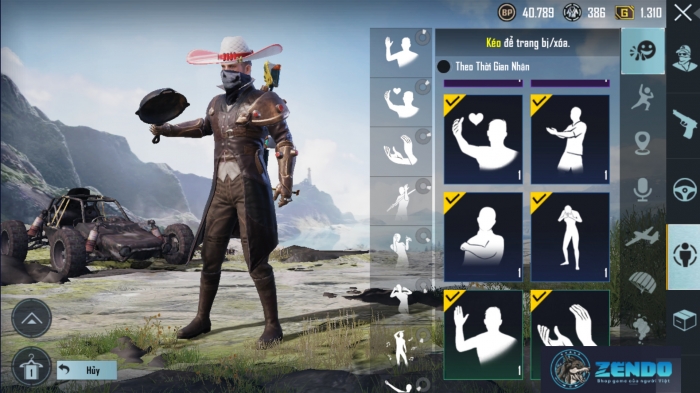 BP 40.789 AG 386 G 1.310
Kéo để trang bị/xóa.
Theo Thời Gian Nhận
1
1
1
1
1
1
Hủy
ZENDO
Shop game của người Việt